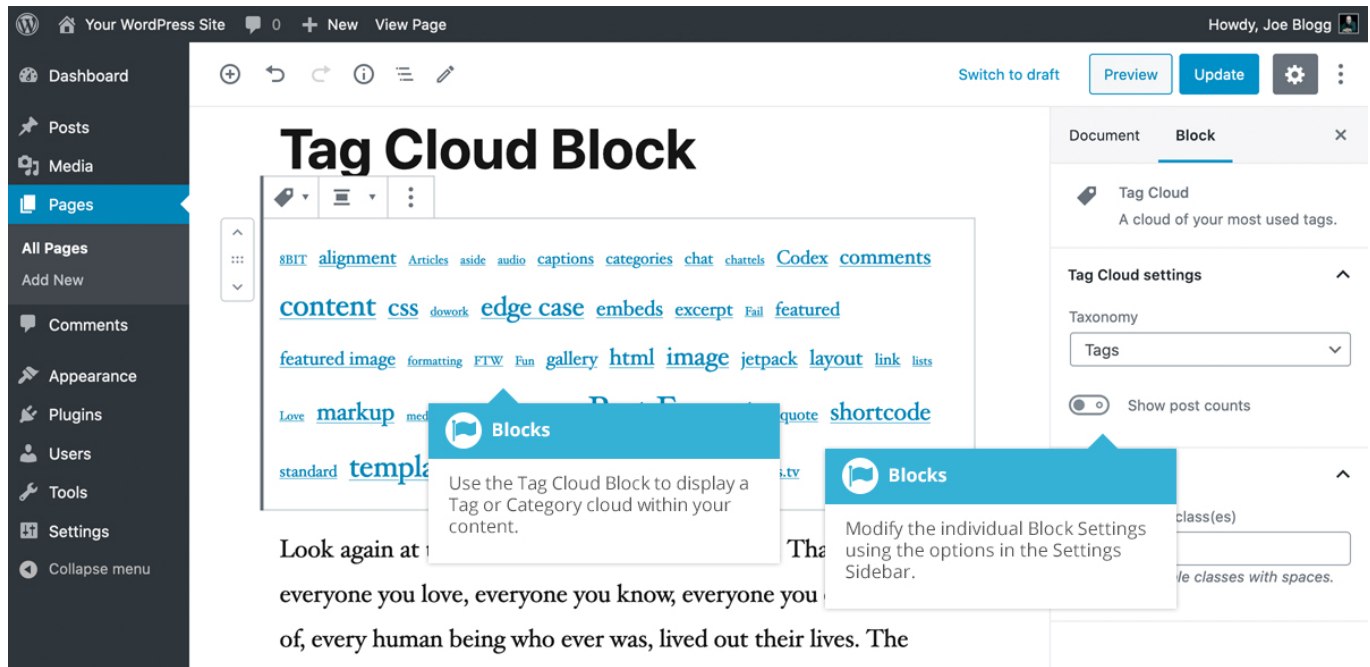 Your WordPress Site 0 New View Page Howdy, Joe Blogg
Dashboard
Posts
Media
Pages
All Pages
Add New
Comments
Appearance
Plugins
Users
Tools
Settings
Collapse menu
Switch to draft Preview Update
Tag Cloud Block
8BIT alignment Articles aside audio captions categories chat chattels Codex comments
content css dowork edge case embeds excerpt Fail featured
featured image formatting FTW Fun gallery html image jetpack layout link lists
Love markup quote shortcode
standard
Blocks
Use the Tag Cloud Block to display a
Tag or Category cloud within your
content.
Look again at
everyone you love, everyone you know, everyone you
of, every human being who ever was, lived out their lives. The
Document Block
Tag Cloud
A cloud of your most used tags.
Tag Cloud settings
Taxonomy
Tags
Show post counts
Blocks
Modify the individual Block Settings
using the options in the Settings
Sidebar.
class(es)
classes with spaces.